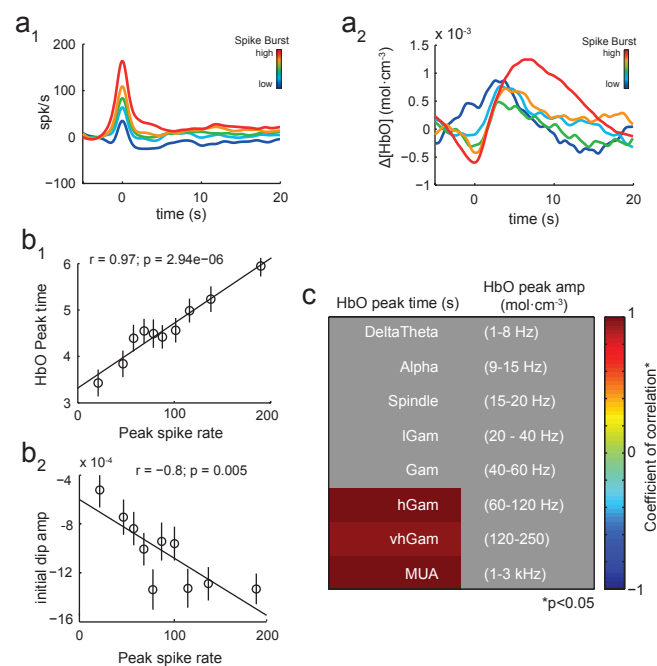 a1
Spike Burst
high
low
200
100
0
−100
spk/s
0
10
20
time (s)
a2
x 10⁻³
Spike Burst
high
low
1.5
1
0.5
0
−0.5
−1
Δ[HbO] (mol·cm⁻³)
0
10
20
time (s)
b1
r = 0.97; p = 2.94e−06
6
5
4
3
HbO Peak time
0
100
200
Peak spike rate
b2
x 10⁻⁴
r = −0.8; p = 0.005
−4
−8
−12
−16
initial dip amp
0
100
200
Peak spike rate
c
HbO peak time (s)
HbO peak amp
(mol·cm⁻³)
DeltaTheta (1-8 Hz)
Alpha (9-15 Hz)
Spindle (15-20 Hz)
lGam (20 - 40 Hz)
Gam (40-60 Hz)
hGam (60-120 Hz)
vhGam (120-250)
MUA (1-3 kHz)
1
0
−1
Coefficient of correlation*
*p<0.05